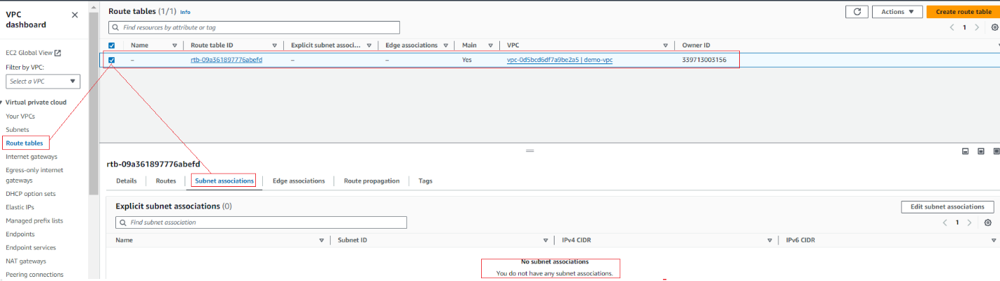 VPC dashboard
EC2 Global View
Filter by VPC:
Select a VPC
Virtual private cloud
Your VPCs
Subnets
Route tables
Internet gateways
Egress-only internet gateways
DHCP option sets
Elastic IPs
Managed prefix lists
Endpoints
Endpoint services
NAT gateways
Peering connections
Route tables (1/1) Info
Actions
Create route table
Find resources by attribute or tag
1
Name Route table ID Explicit subnet associ... Edge associations Main VPC Owner ID
– rtb-09a361897776abefd – – Yes vpc-0d5bcd6df7a9be2a5 | demo-vpc 339713003156
rtb-09a361897776abefd
Details Routes Subnet associations Edge associations Route propagation Tags
Explicit subnet associations (0)
Edit subnet associations
Find subnet association
1
Name Subnet ID IPv4 CIDR IPv6 CIDR
No subnet associations
You do not have any subnet associations.